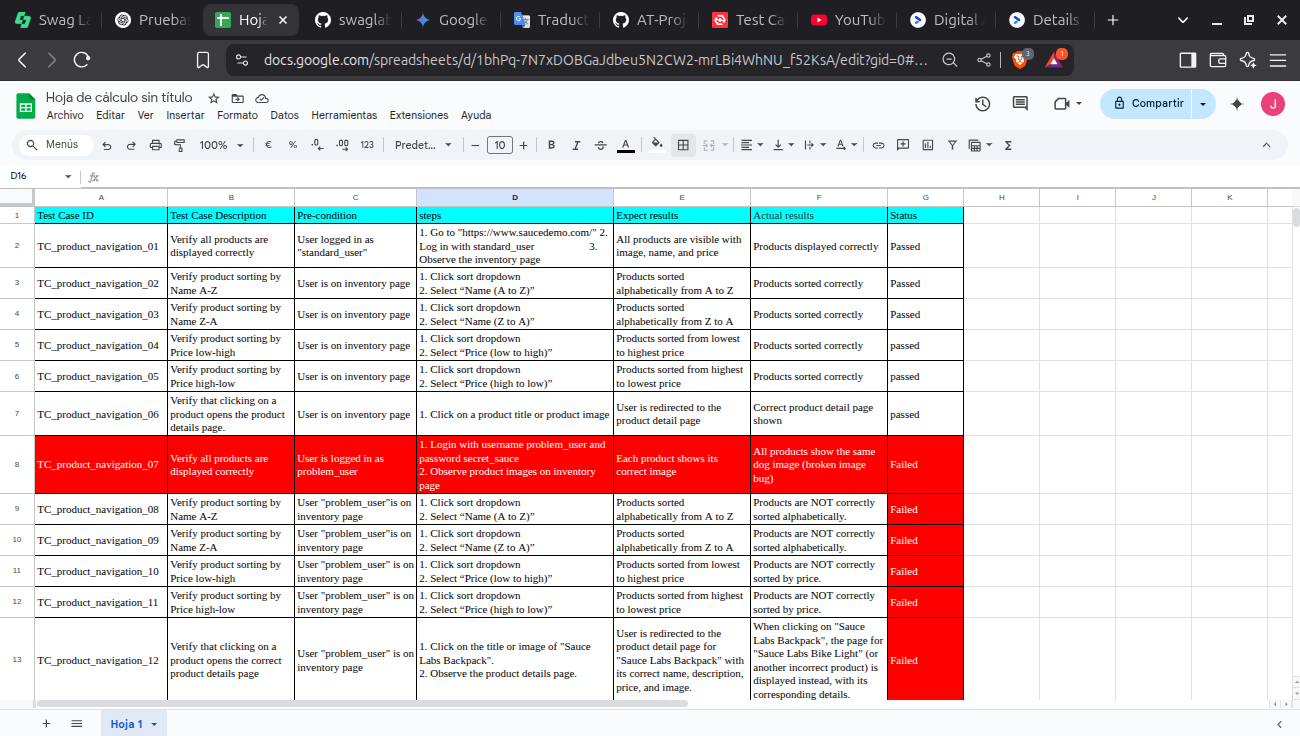 Swag La
Prueba
Hoja
swaglab
Google
Traduct
AT-Proj
Test Ca
YouTub
Digital
Details
docs.google.com/spreadsheets/d/1bhPq-7N7xDOBGaJdbeu5N2CW2-mrLBi4WhNU_f52KsA/edit?gid=0#...
3
1
Hoja de cálculo sin título
Archivo Editar Ver Insertar Formato Datos Herramientas Extensiones Ayuda
Compartir
J
Menús
100%
€
%
.0
.00
123
Predet...
10
B
I
A
Σ
D16
fx
A B C D E F G H I J K
1 Test Case ID Test Case Description Pre-condition steps Expect results Actual results Status
2
TC_product_navigation_01
Verify all products are
displayed correctly
User logged in as
"standard_user"
1. Go to "https://www.saucedemo.com/" 2.
Log in with standard_user 3.
Observe the inventory page
All products are visible with
image, name, and price
Products displayed correctly
Passed
3
TC_product_navigation_02
Verify product sorting by
Name A-Z
User is on inventory page
1. Click sort dropdown
2. Select “Name (A to Z)”
Products sorted
alphabetically from A to Z
Products sorted correctly
Passed
4
TC_product_navigation_03
Verify product sorting by
Name Z-A
User is on inventory page
1. Click sort dropdown
2. Select “Name (Z to A)”
Products sorted
alphabetically from Z to A
Products sorted correctly
Passed
5
TC_product_navigation_04
Verify product sorting by
Price low-high
User is on inventory page
1. Click sort dropdown
2. Select “Price (low to high)”
Products sorted from lowest
to highest price
Products sorted correctly
passed
6
TC_product_navigation_05
Verify product sorting by
Price high-low
User is on inventory page
1. Click sort dropdown
2. Select “Price (high to low)”
Products sorted from highest
to lowest price
Products sorted correctly
passed
7
TC_product_navigation_06
Verify that clicking on a
product opens the product
details page.
User is on inventory page
1. Click on a product title or product image
User is redirected to the
product detail page
Correct product detail page
shown
passed
8
TC_product_navigation_07
Verify all products are
displayed correctly
User is logged in as
problem_user
1. Login with username problem_user and
password secret_sauce
2. Observe product images on inventory
page
Each product shows its
correct image
All products show the same
dog image (broken image
bug)
Failed
9
TC_product_navigation_08
Verify product sorting by
Name A-Z
User "problem_user"is on
inventory page
1. Click sort dropdown
2. Select “Name (A to Z)”
Products sorted
alphabetically from A to Z
Products are NOT correctly
sorted alphabetically.
Failed
10
TC_product_navigation_09
Verify product sorting by
Name Z-A
User "problem_user"is on
inventory page
1. Click sort dropdown
2. Select “Name (Z to A)”
Products sorted
alphabetically from Z to A
Products are NOT correctly
sorted alphabetically.
Failed
11
TC_product_navigation_10
Verify product sorting by
Price low-high
User "problem_user" is on
inventory page
1. Click sort dropdown
2. Select “Price (low to high)”
Products sorted from lowest
to highest price
Products are NOT correctly
sorted by price.
Failed
12
TC_product_navigation_11
Verify product sorting by
Price high-low
User "problem_user" is on
inventory page
1. Click sort dropdown
2. Select “Price (high to low)”
Products sorted from highest
to lowest price
Products are NOT correctly
sorted by price.
Failed
13
TC_product_navigation_12
Verify that clicking on a
product opens the correct
product details page
User "problem_user" is on
inventory page
1. Click on the title or image of "Sauce
Labs Backpack".
2. Observe the product details page.
User is redirected to the
product detail page for
"Sauce Labs Backpack" with
its correct name, description,
price, and image.
When clicking on "Sauce
Labs Backpack", the page for
"Sauce Labs Bike Light" (or
another incorrect product) is
displayed instead, with its
corresponding details.
Failed
Hoja 1